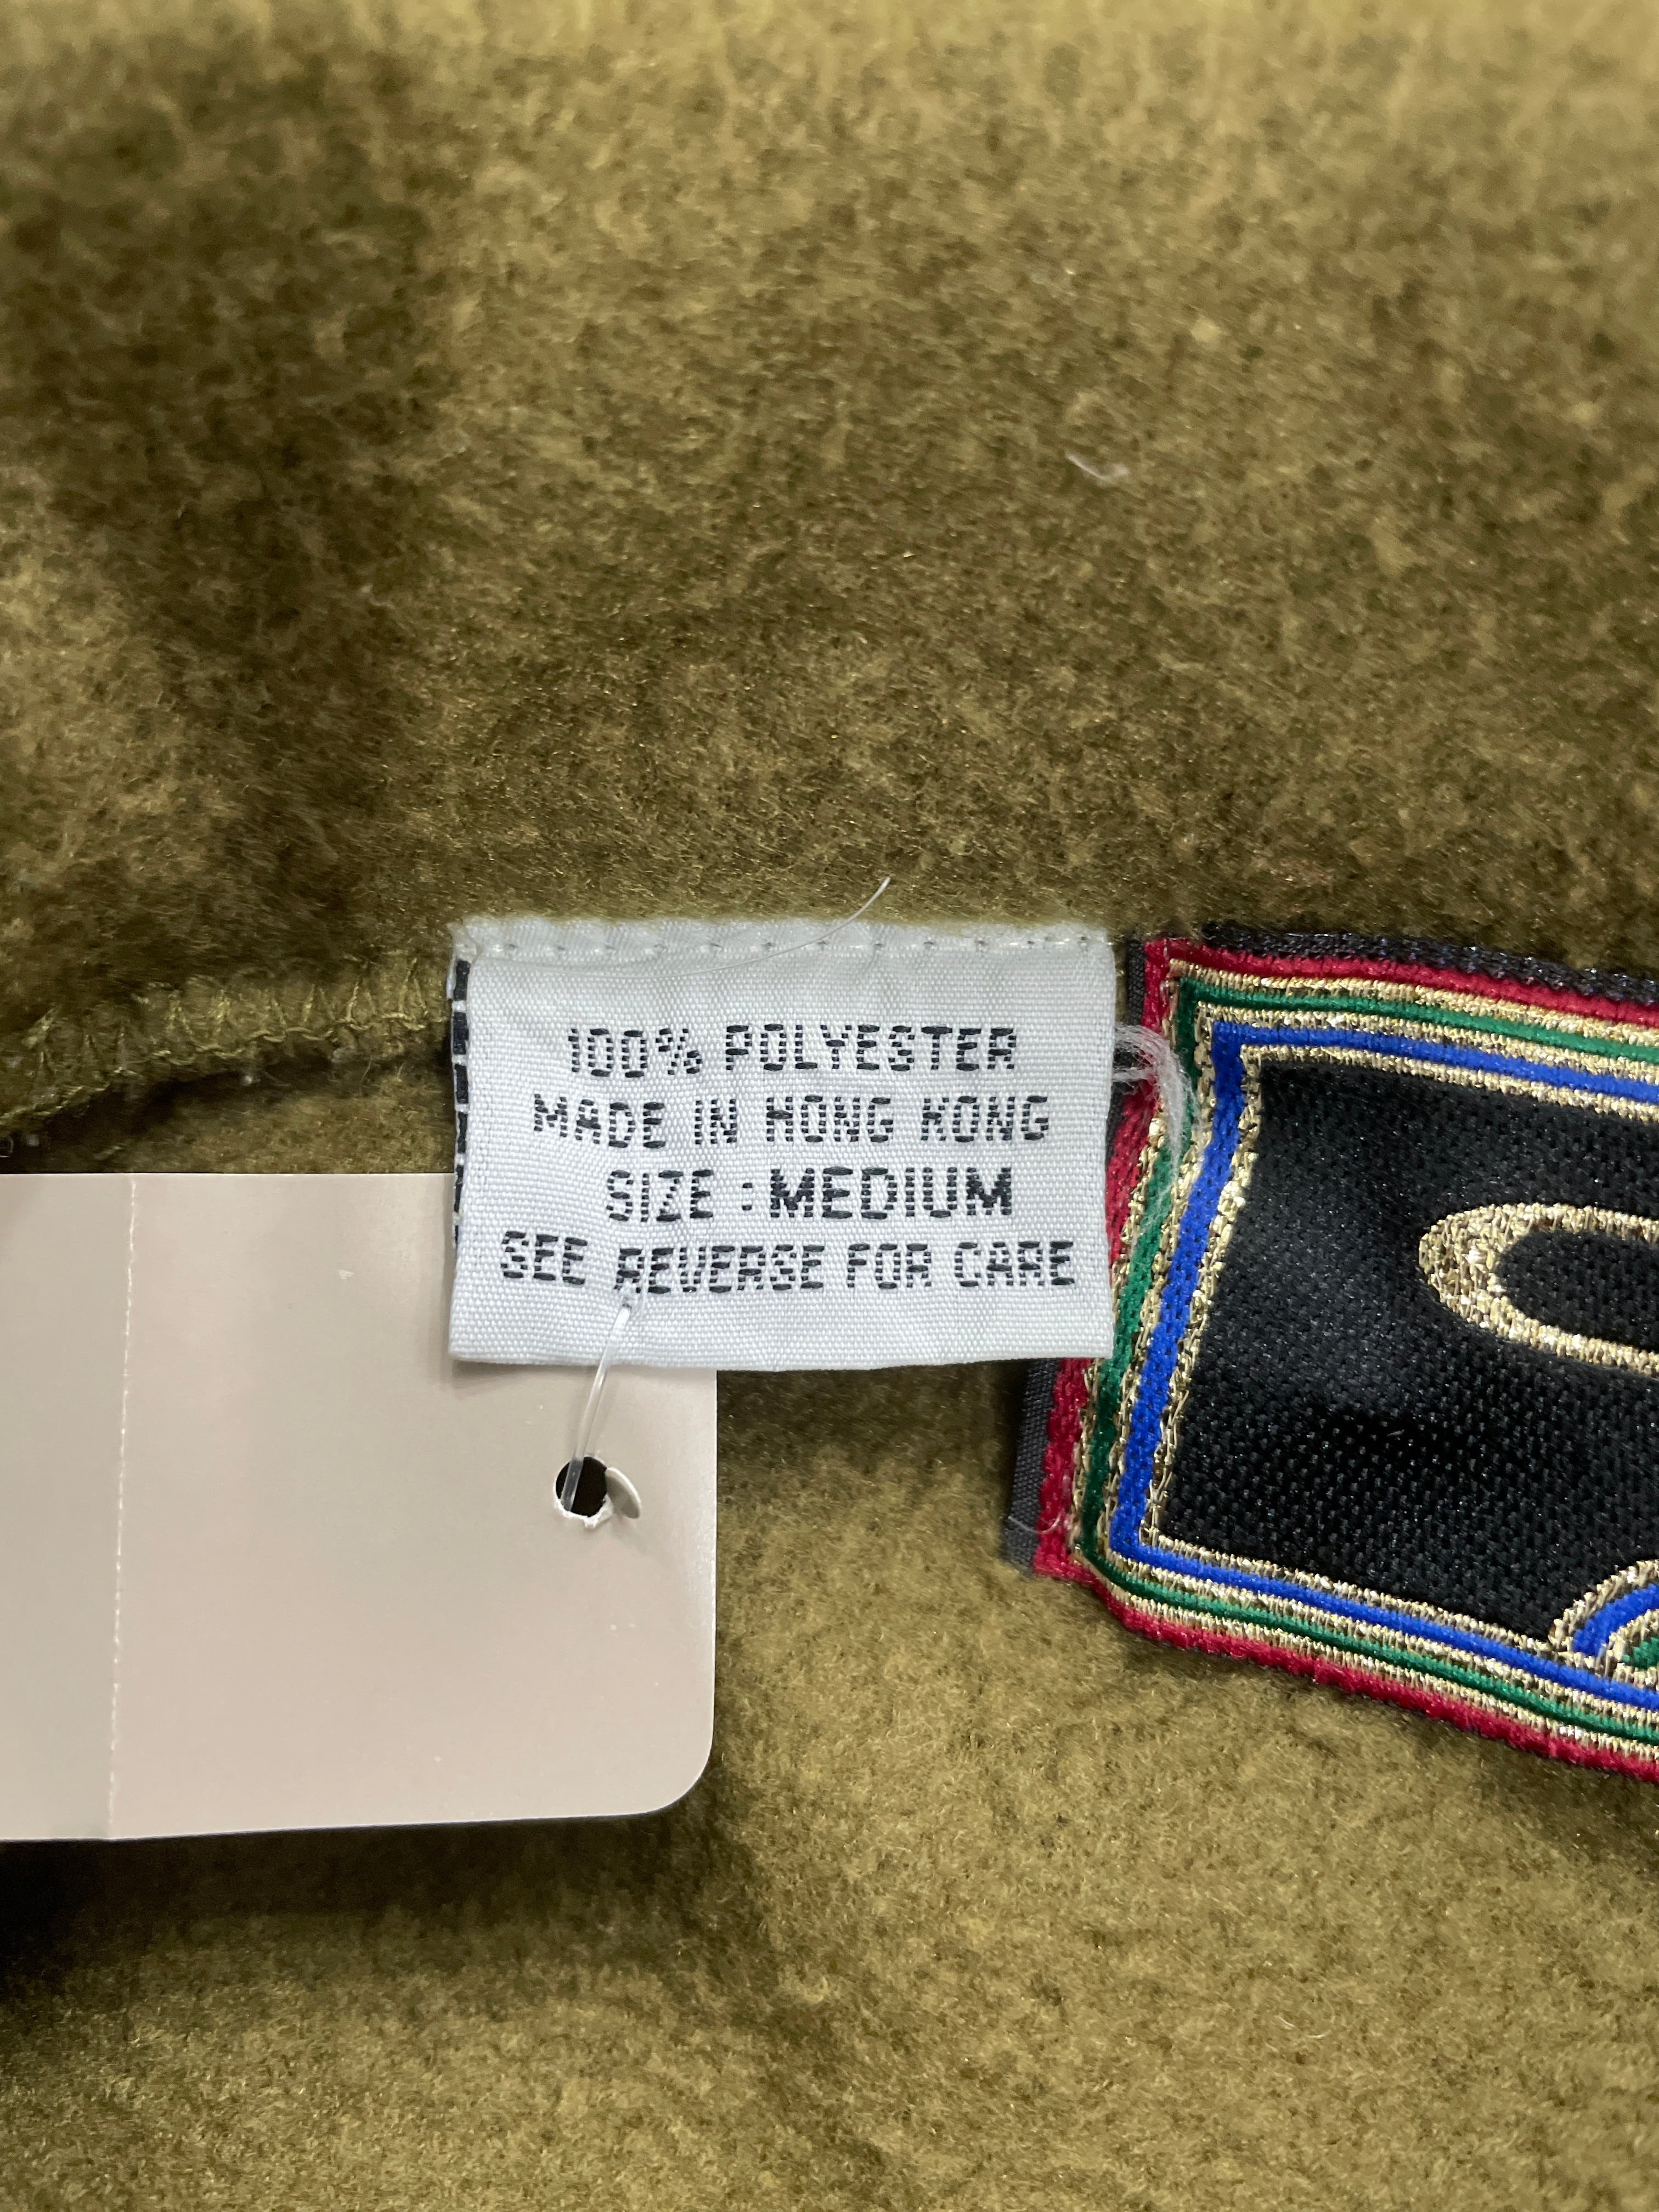 100% POLYESTER
MADE IN HONG KONG
SIZE : MEDIUM
SEE REVERSE FOR CARE